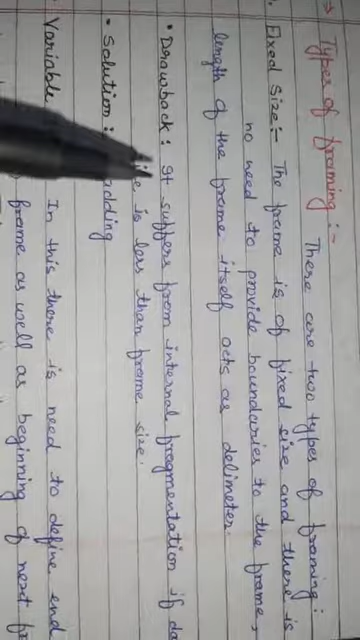 Types of framing :- There are two types of framing :
Fixed Size :- The frame is of fixed size and there is
no need to provide boundaries to the frame,
length of the frame itself acts as delimeter.
• Drawback : It suffers from internal fragmentation if
is less than frame size.
• Solution :
Variable In this there is need to define end
frame as well as beginning of next